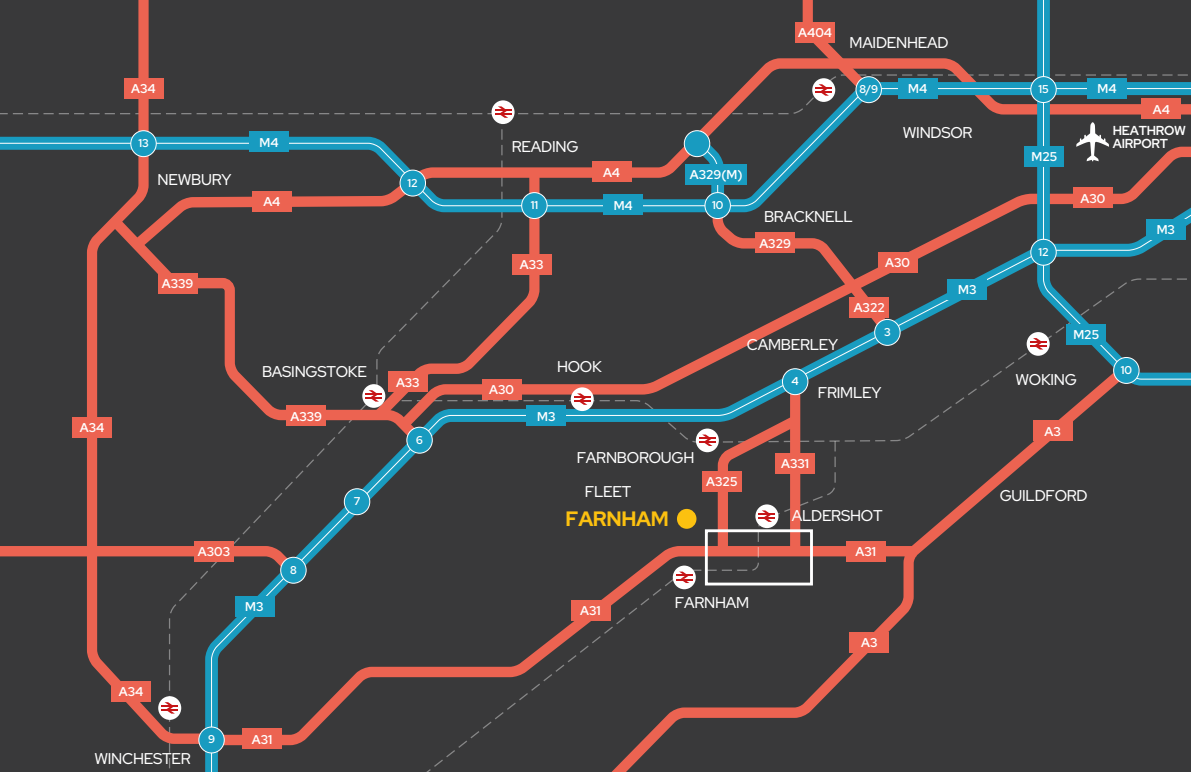 A404
MAIDENHEAD
A34
8/9
M4
15
M4
A4
13
M4
READING
WINDSOR
HEATHROW
AIRPORT
M25
NEWBURY
12
A4
A329(M)
A4
11
M4
10
A30
BRACKNELL
M3
A329
12
A33
A30
A339
M3
A322
3
M25
CAMBERLEY
HOOK
BASINGSTOKE
A33
A30
4
FRIMLEY
WOKING
10
A339
M3
A34
6
A3
FARNBOROUGH
A331
A325
FLEET
GUILDFORD
7
FARNHAM
ALDERSHOT
A303
A31
8
M3
FARNHAM
A31
A3
A34
9
A31
WINCHESTER